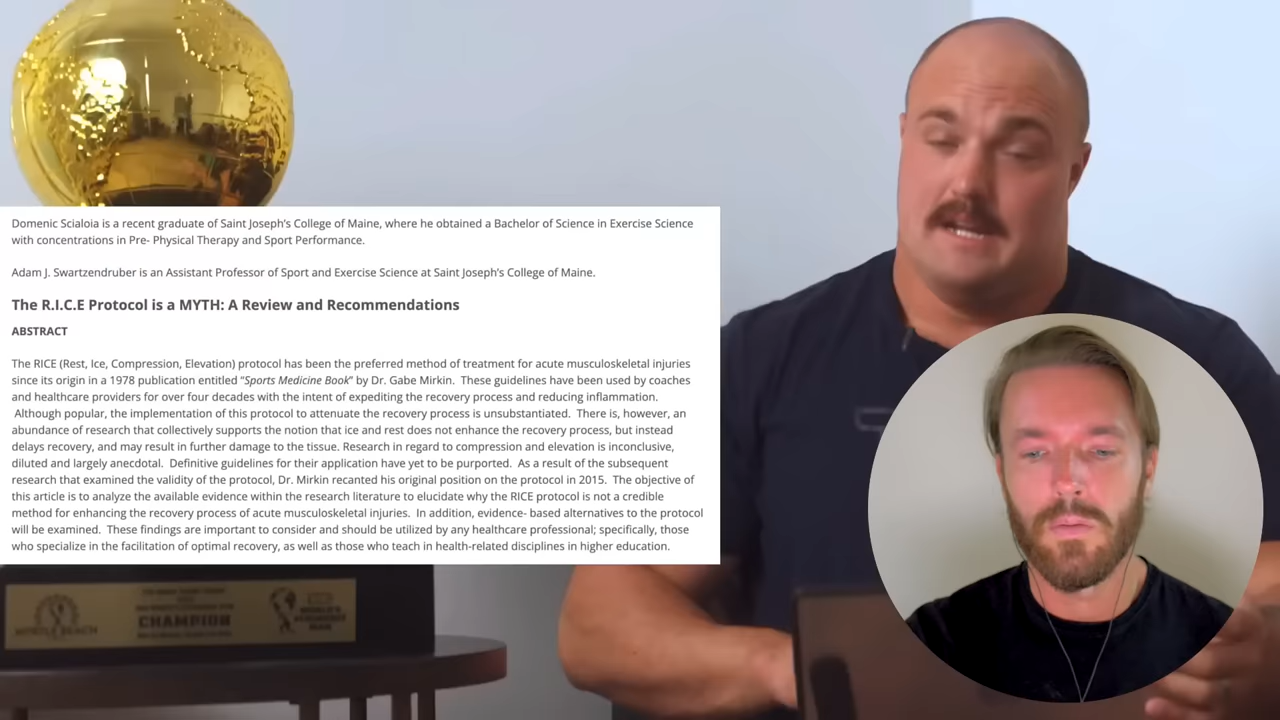 Domenic Scialoia is a recent graduate of Saint Joseph's College of Maine, where he obtained a Bachelor of Science in Exercise Science
with concentrations in Pre- Physical Therapy and Sport Performance.
Adam J. Swartzendruber is an Assistant Professor of Sport and Exercise Science at Saint Joseph's College of Maine.
The R.I.C.E Protocol is a MYTH: A Review and Recommendations
ABSTRACT
The RICE (Rest, Ice, Compression, Elevation) protocol has been the preferred method of treatment for acute musculoskeletal injuries
since its origin in a 1978 publication entitled “Sports Medicine Book” by Dr. Gabe Mirkin.  These guidelines have been used by coaches
and healthcare providers for over four decades with the intent of expediting the recovery process and reducing inflammation.
Although popular, the implementation of this protocol to attenuate the recovery process is unsubstantiated.  There is, however, an
abundance of research that collectively supports the notion that ice and rest does not enhance the recovery process, but instead
delays recovery, and may result in further damage to the tissue. Research in regard to compression and elevation is inconclusive,
diluted and largely anecdotal.  Definitive guidelines for their application have yet to be purported.  As a result of the subsequent
research that examined the validity of the protocol, Dr. Mirkin recanted his original position on the protocol in 2015.  The objective of
this article is to analyze the available evidence within the research literature to elucidate why the RICE protocol is not a credible
method for enhancing the recovery process of acute musculoskeletal injuries.  In addition, evidence- based alternatives to the protocol
will be examined.  These findings are important to consider and should be utilized by any healthcare professional; specifically, those
who specialize in the facilitation of optimal recovery, as well as those who teach in health-related disciplines in higher education.
MYRTLE BEACH
CHAMPION
WORLD'S
STRONGEST
MAN